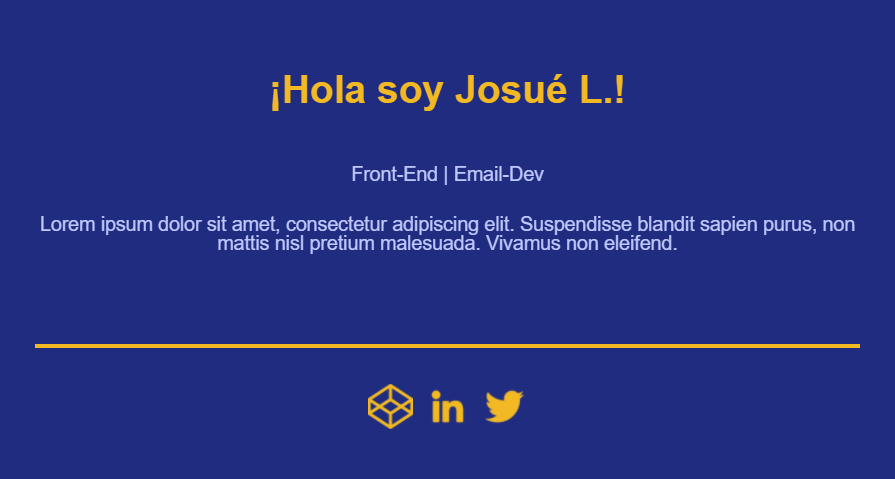 ¡Hola soy Josué L.!
Front-End | Email-Dev
Lorem ipsum dolor sit amet, consectetur adipiscing elit. Suspendisse blandit sapien purus, non
mattis nisl pretium malesuada. Vivamus non eleifend.
in